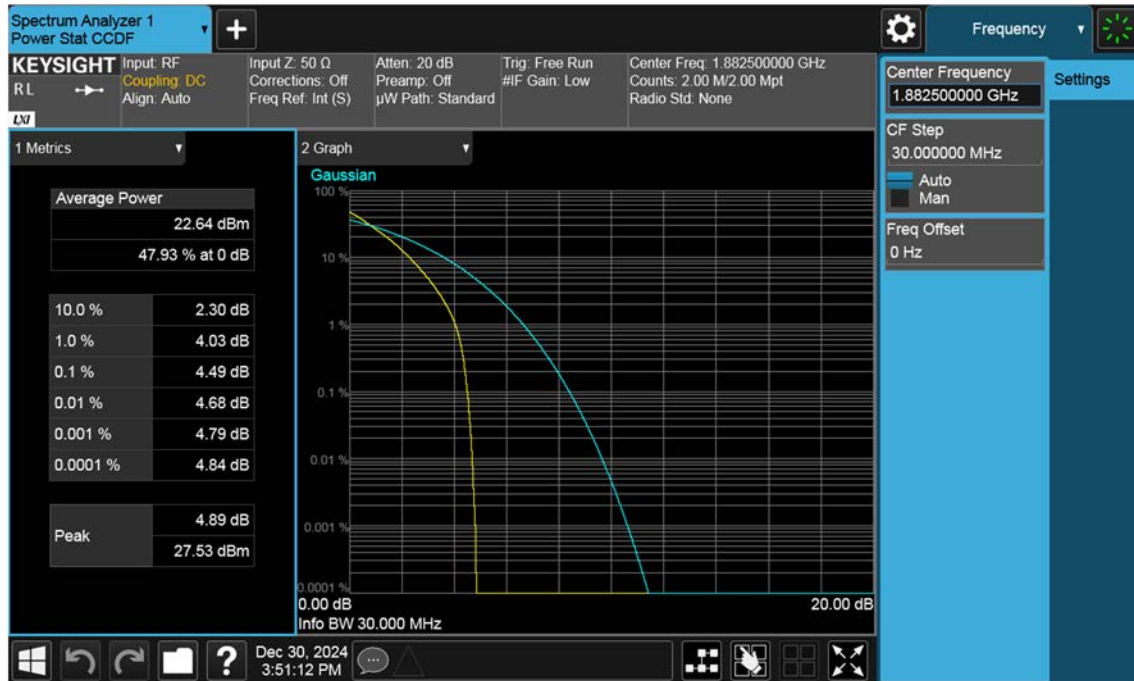 Spectrum Analyzer 1
Power Stat CCDF
Frequency
KEYSIGHT
R L
LXI
Input: RF
Coupling: DC
Align: Auto
Input Z: 50 Ω
Corrections: Off
Freq Ref: Int (S)
Atten: 20 dB
Preamp: Off
µW Path: Standard
Trig: Free Run
#IF Gain: Low
Center Freq: 1.882500000 GHz
Counts: 2.00 M/2.00 Mpt
Radio Std: None
Center Frequency
1.882500000 GHz
Settings
CF Step
30.000000 MHz
Auto
Man
Freq Offset
0 Hz
1 Metrics
Average Power
22.64 dBm
47.93 % at 0 dB
10.0 % 2.30 dB
1.0 % 4.03 dB
0.1 % 4.49 dB
0.01 % 4.68 dB
0.001 % 4.79 dB
0.0001 % 4.84 dB
Peak 4.89 dB
27.53 dBm
2 Graph
Gaussian
100 %
10 %
1 %
0.1 %
0.01 %
0.001 %
0.0001 %
0.00 dB 20.00 dB
Info BW 30.000 MHz
?
Dec 30, 2024
3:51:12 PM